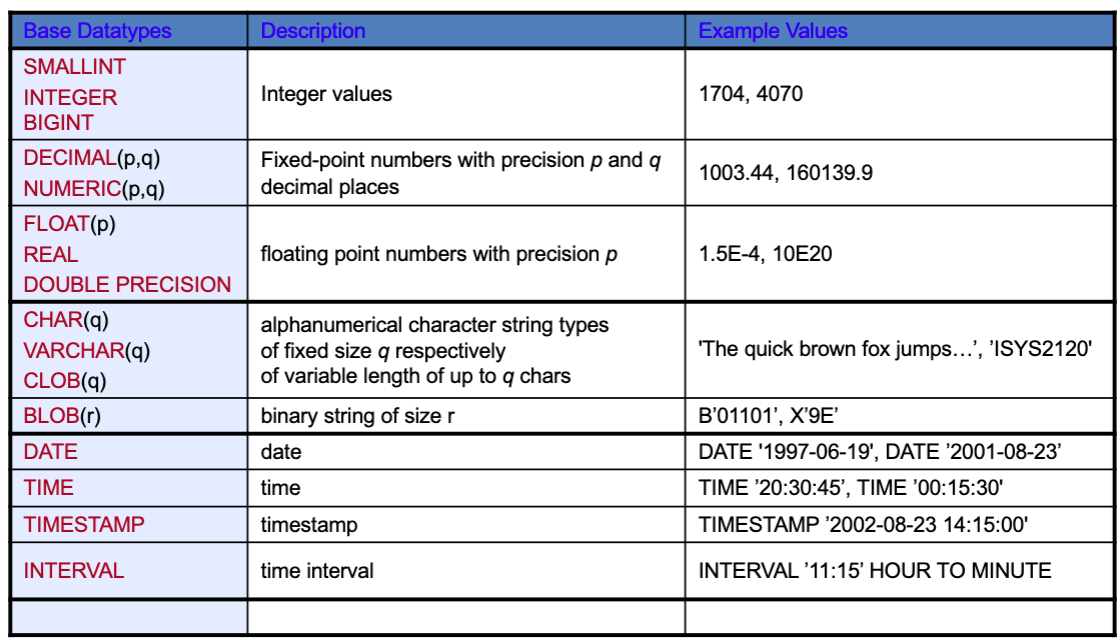 Base Datatypes Description Example Values
SMALLINT
INTEGER
BIGINT
Integer values
1704, 4070
DECIMAL(p,q)
NUMERIC(p,q)
Fixed-point numbers with precision p and q
decimal places
1003.44, 160139.9
FLOAT(p)
REAL
DOUBLE PRECISION
floating point numbers with precision p
1.5E-4, 10E20
CHAR(q)
VARCHAR(q)
CLOB(q)
alphanumerical character string types
of fixed size q respectively
of variable length of up to q chars
'The quick brown fox jumps…’, ’ISYS2120'
BLOB(r) binary string of size r B’01101’, X’9E’
DATE date DATE '1997-06-19', DATE ’2001-08-23’
TIME time TIME '20:30:45’, TIME ’00:15:30'
TIMESTAMP timestamp TIMESTAMP ’2002-08-23 14:15:00'
INTERVAL time interval INTERVAL ’11:15’ HOUR TO MINUTE